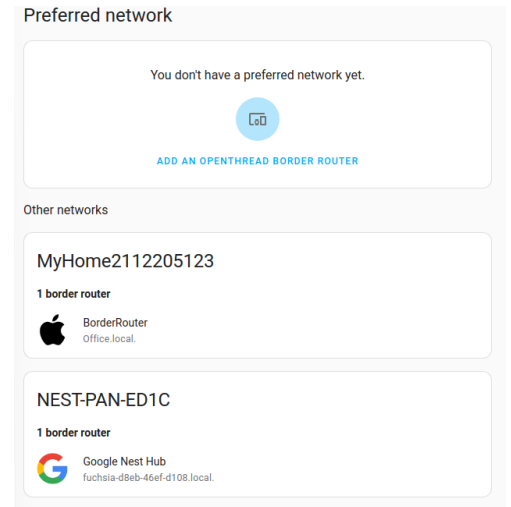 Preferred network
You don't have a preferred network yet.
ADD AN OPENTHREAD BORDER ROUTER
Other networks
MyHome2112205123
1 border router
BorderRouter
Office.local.
NEST-PAN-ED1C
1 border router
Google Nest Hub
fuchsia-d8eb-46ef-d108.local.